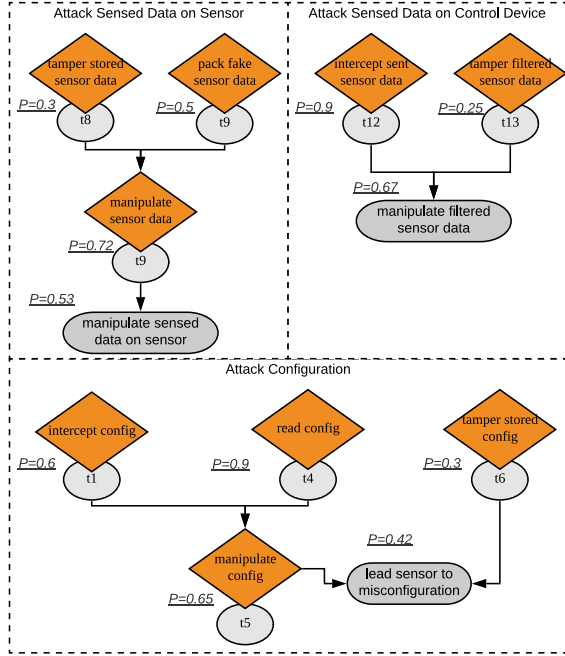 Attack Sensed Data on Sensor
tamper stored
sensor data
pack fake
sensor data
P=0.3
t8
P=0.5
t9
manipulate
sensor data
P=0.72
t9
P=0.53
manipulate sensed
data on sensor
Attack Sensed Data on Control Device
intercept sent
sensor data
tamper filtered
sensor data
P=0.9
t12
P=0.25
t13
P=0.67
manipulate filtered
sensor data
Attack Configuration
intercept config
read config
tamper stored
config
P=0.6
t1
P=0.9
t4
P=0.3
t6
P=0.42
manipulate
config
lead sensor to
misconfiguration
P=0.65
t5